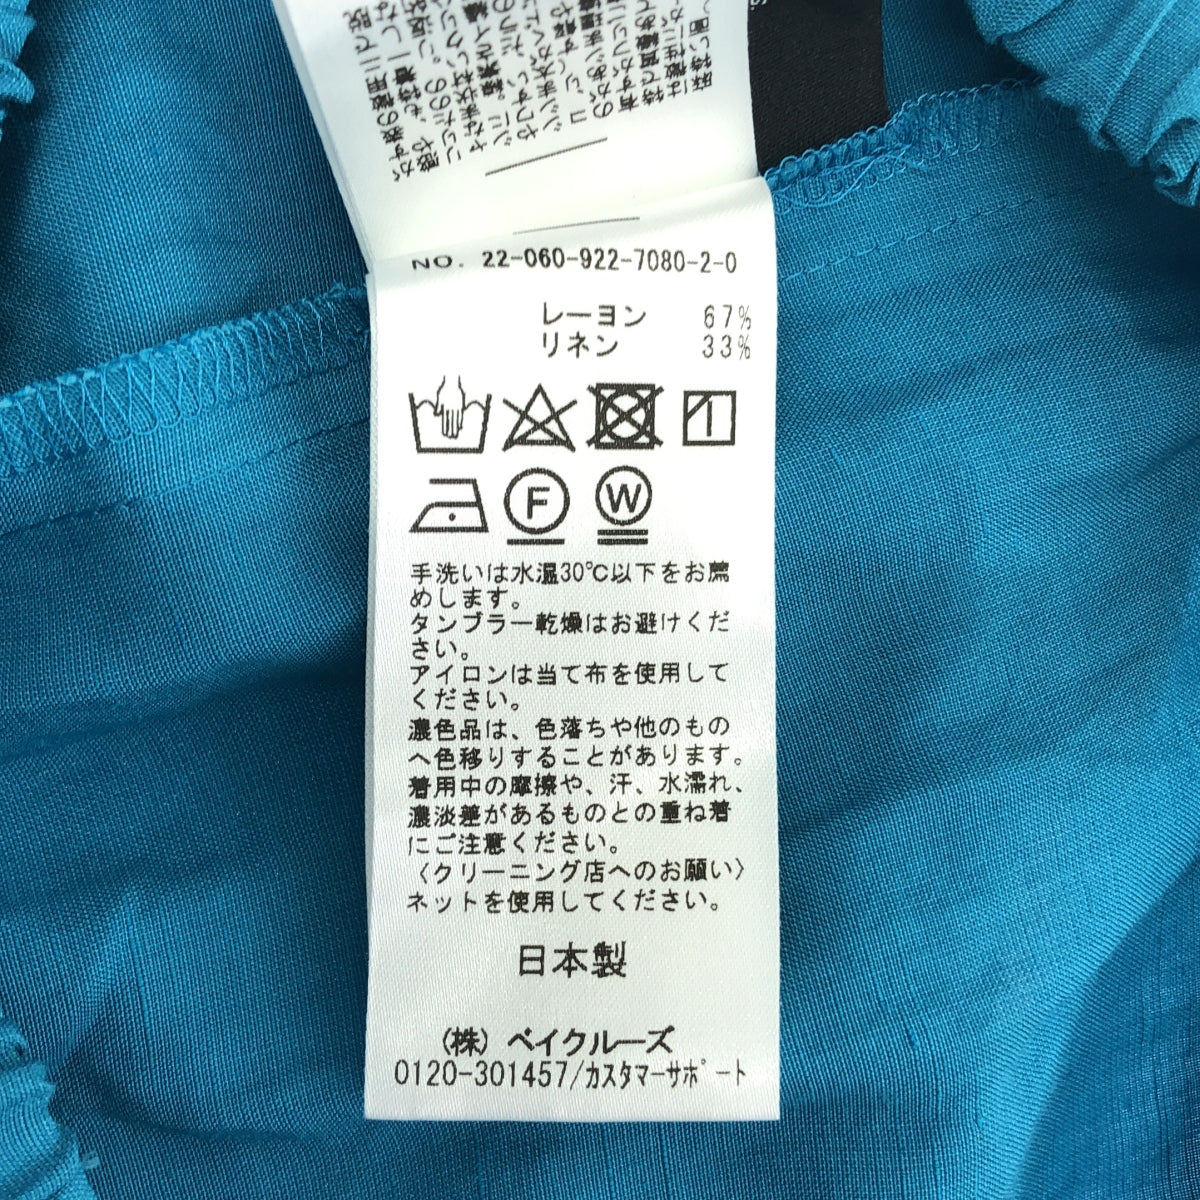 NO. 22-060-922-7080-2-0
レーヨン 67%
リネン 33%
F W
手洗いは水温30℃以下をお薦
めします。
タンブラー乾燥はお避けくだ
さい。
アイロンは当て布を使用して
ください。
濃色品は、色落ちや他のもの
へ色移りすることがあります。
着用中の摩擦や、汗、水濡れ、
濃淡差があるものとの重ね着
にご注意ください。
〈クリーニング店へのお願い〉
ネットを使用してください。
日本製
(株) ベイクルーズ
0120-301457/カスタマーサポート